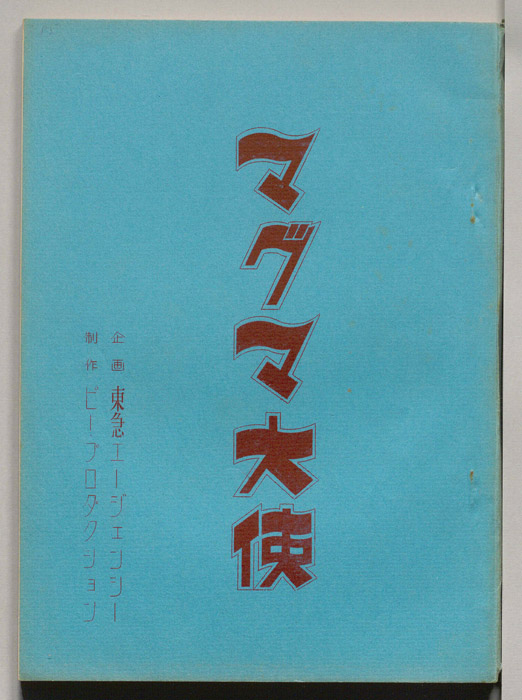 マグマ大使
企画 東急エージェンシー
制作 ピープロダクション